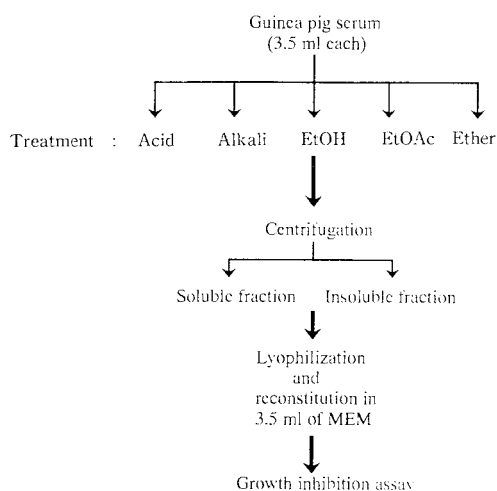 Guinea pig serum
(3.5 ml each)
Treatment : Acid Alkali EtOH EtOAc Ether
Centrifugation
Soluble fraction Insoluble fraction
Lyophilization
and
reconstitution in
3.5 ml of MEM
Growth inhibition assay